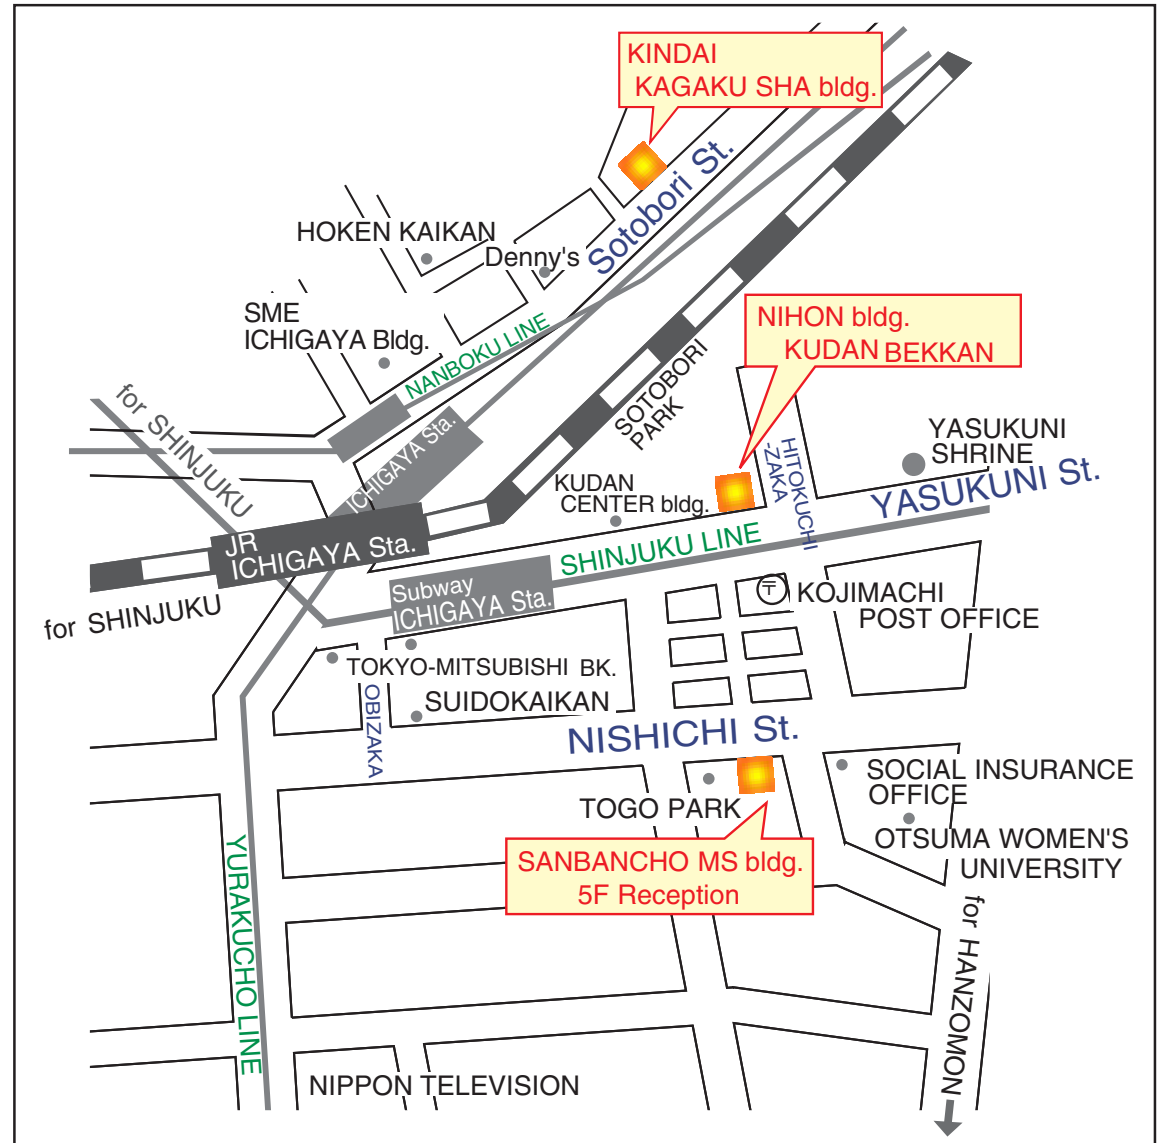 KINDAI
KAGAKU SHA bldg.
Sotobori St.
HOKEN KAIKAN
Denny's
SME
ICHIGAYA Bldg.
NANBOKU LINE
NIHON bldg.
KUDAN BEKKAN
SOTOBORI
PARK
for SHINJUKU
ICHIGAYA Sta.
HITOKUCHI
-ZAKA
YASUKUNI
SHRINE
YASUKUNI St.
KUDAN
CENTER bldg.
JR
ICHIGAYA Sta.
SHINJUKU LINE
for SHINJUKU
Subway
ICHIGAYA Sta.
〒 KOJIMACHI
POST OFFICE
TOKYO-MITSUBISHI BK.
OBIZAKA
SUIDOKAIKAN
NISHICHI St.
TOGO PARK
SOCIAL INSURANCE
OFFICE
OTSUMA WOMEN'S
UNIVERSITY
SANBANCHO MS bldg.
5F Reception
YURAKUCHO LINE
for HANZOMON
NIPPON TELEVISION